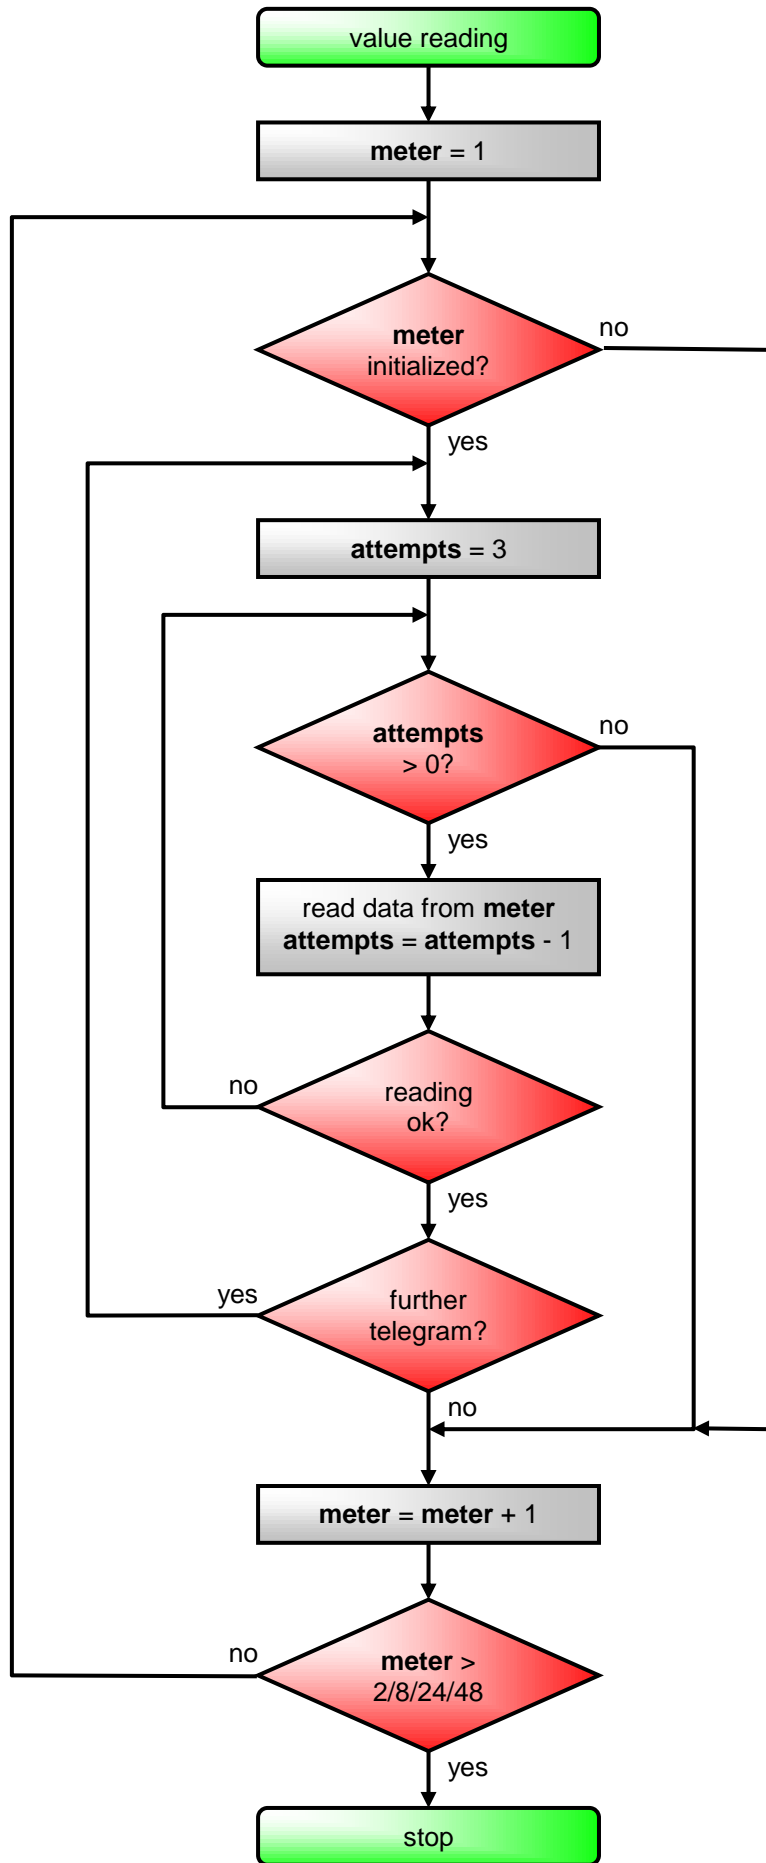 value reading
meter = 1
meter
initialized?
no
yes
attempts = 3
attempts
> 0?
no
yes
read data from meter
attempts = attempts - 1
reading
ok?
no
yes
further
telegram?
yes
no
meter = meter + 1
meter >
2/8/24/48
no
yes
stop